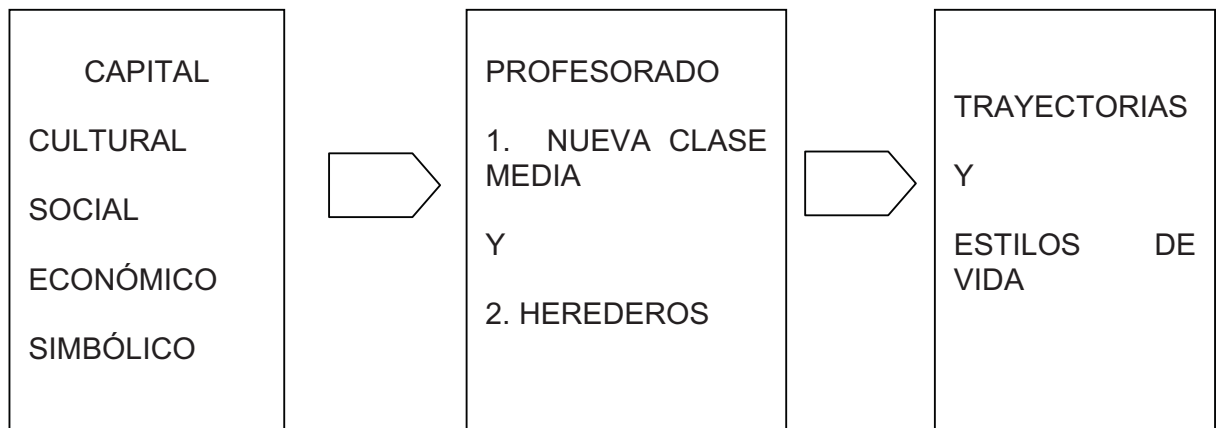 CAPITAL
CULTURAL
SOCIAL
ECONÓMICO
SIMBÓLICO
PROFESORADO
1. NUEVA CLASE
MEDIA
Y
2. HEREDEROS
TRAYECTORIAS
Y
ESTILOS DE
VIDA